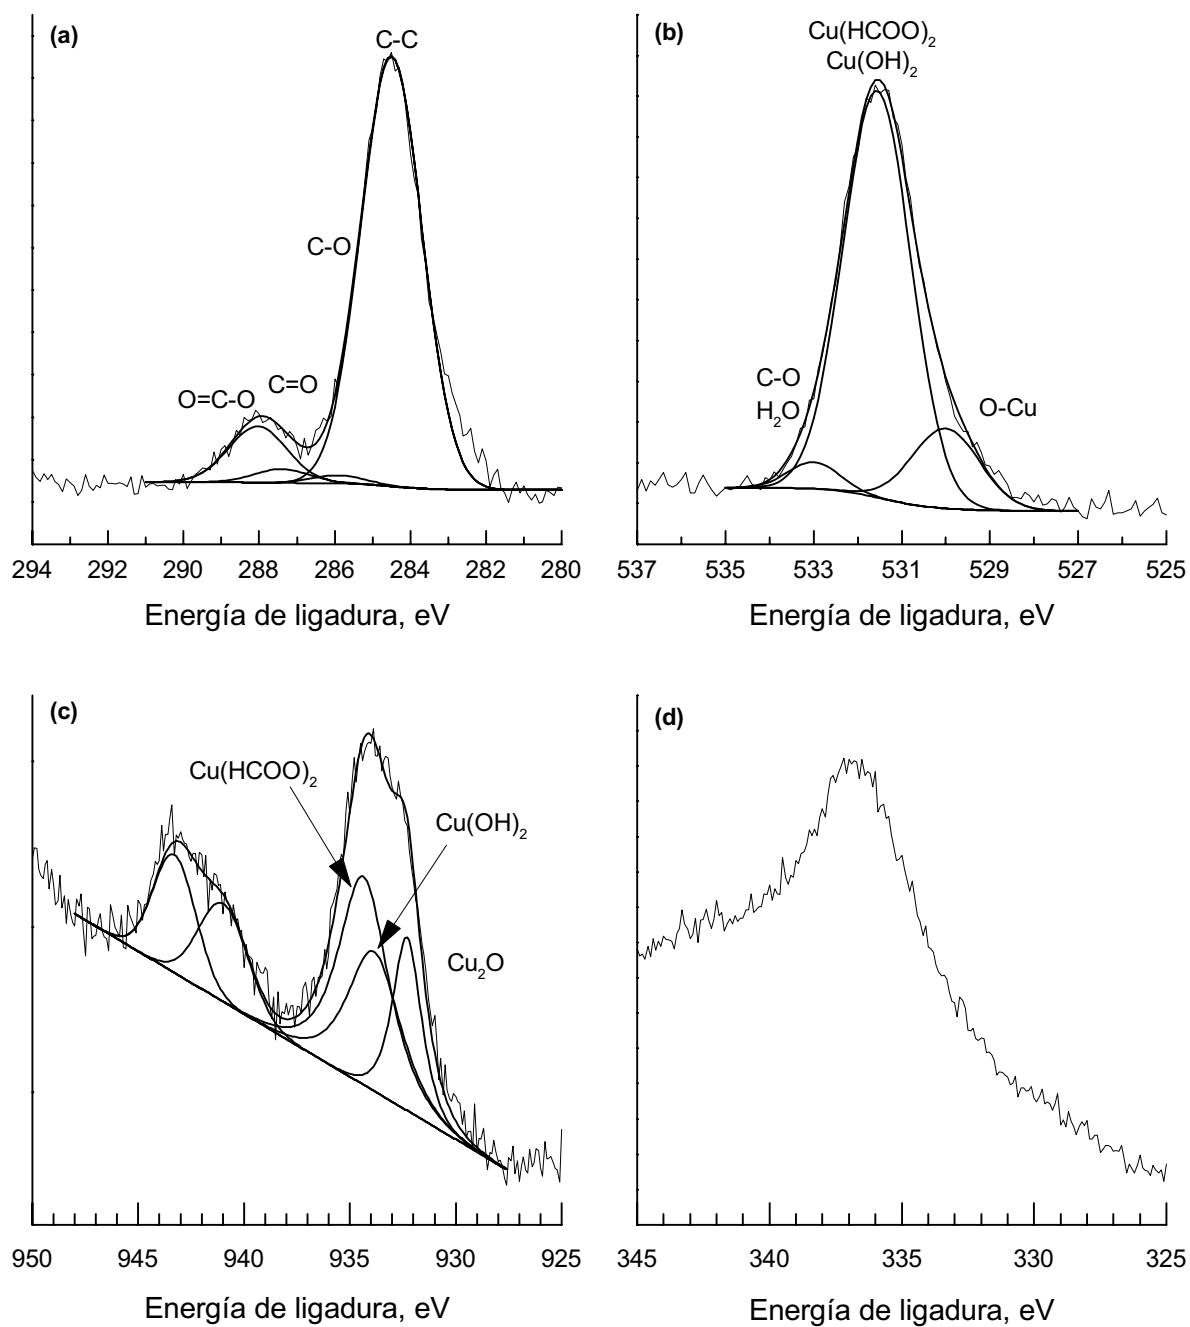 (a)
C-C
C-O
C=O
O=C-O
294 292 290 288 286 284 282 280
Energía de ligadura, eV
(b)
Cu(HCOO)2
Cu(OH)2
C-O
H2O
O-Cu
537 535 533 531 529 527 525
Energía de ligadura, eV
(c)
Cu(HCOO)2
Cu(OH)2
Cu2O
950 945 940 935 930 925
Energía de ligadura, eV
(d)
345 340 335 330 325
Energía de ligadura, eV